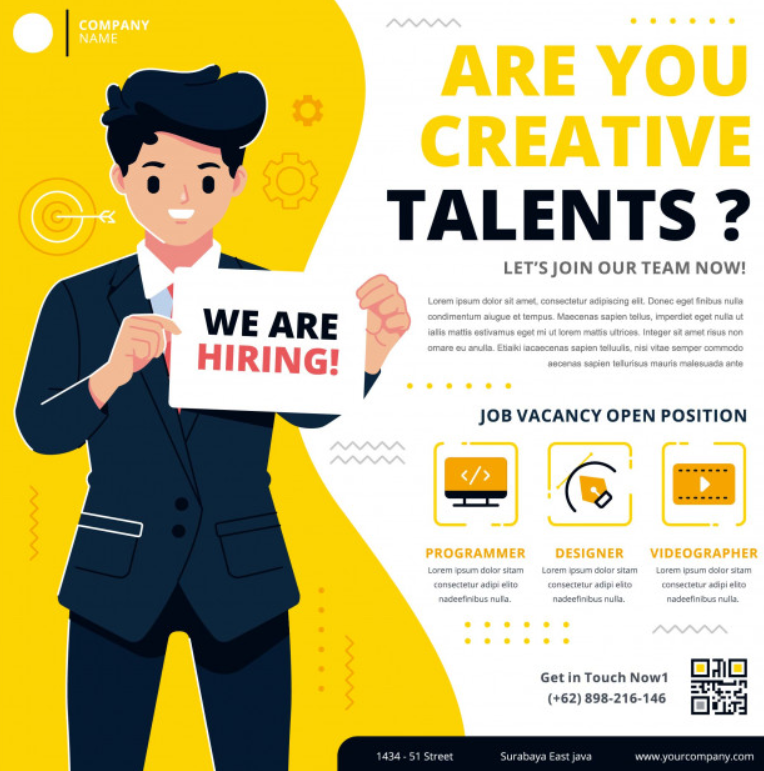 COMPANY
NAME
ARE YOU
CREATIVE
TALENTS ?
LET'S JOIN OUR TEAM NOW!
WE ARE
HIRING!
Lorem ipsum dolor sit amet, consectetur adipiscing elit. Donec eget finibus nulla
condimentum aiugue et tempus. Maecenas sapien tellus, imperdiet eget nulla ut
iallis mattis estivamus eget mi ut lorem mattis ultrices. Integer sit amet risus non
ornare eu anulla. Etiaiki iacaecenas sapien telluulis, nisi vitae semper commodo
aecenas sapien tellurisus mauris malesuada ante
JOB VACANCY OPEN POSITION
</>
PROGRAMMER
Lorem ipsum dolor sitam
consectetur adipi elito
nadeefinibus nulla.
DESIGNER
Lorem ipsum dolor sitam
consectetur adipi elito
nadeefinibus nulla.
VIDEOGRAPHER
Lorem ipsum dolor sitam
consectetur adipi elito
nadeefinibus nulla.
Get in Touch Now1
(+62) 898-216-146
1434 - 51 Street
Surabaya East java
www.yourcompany.com